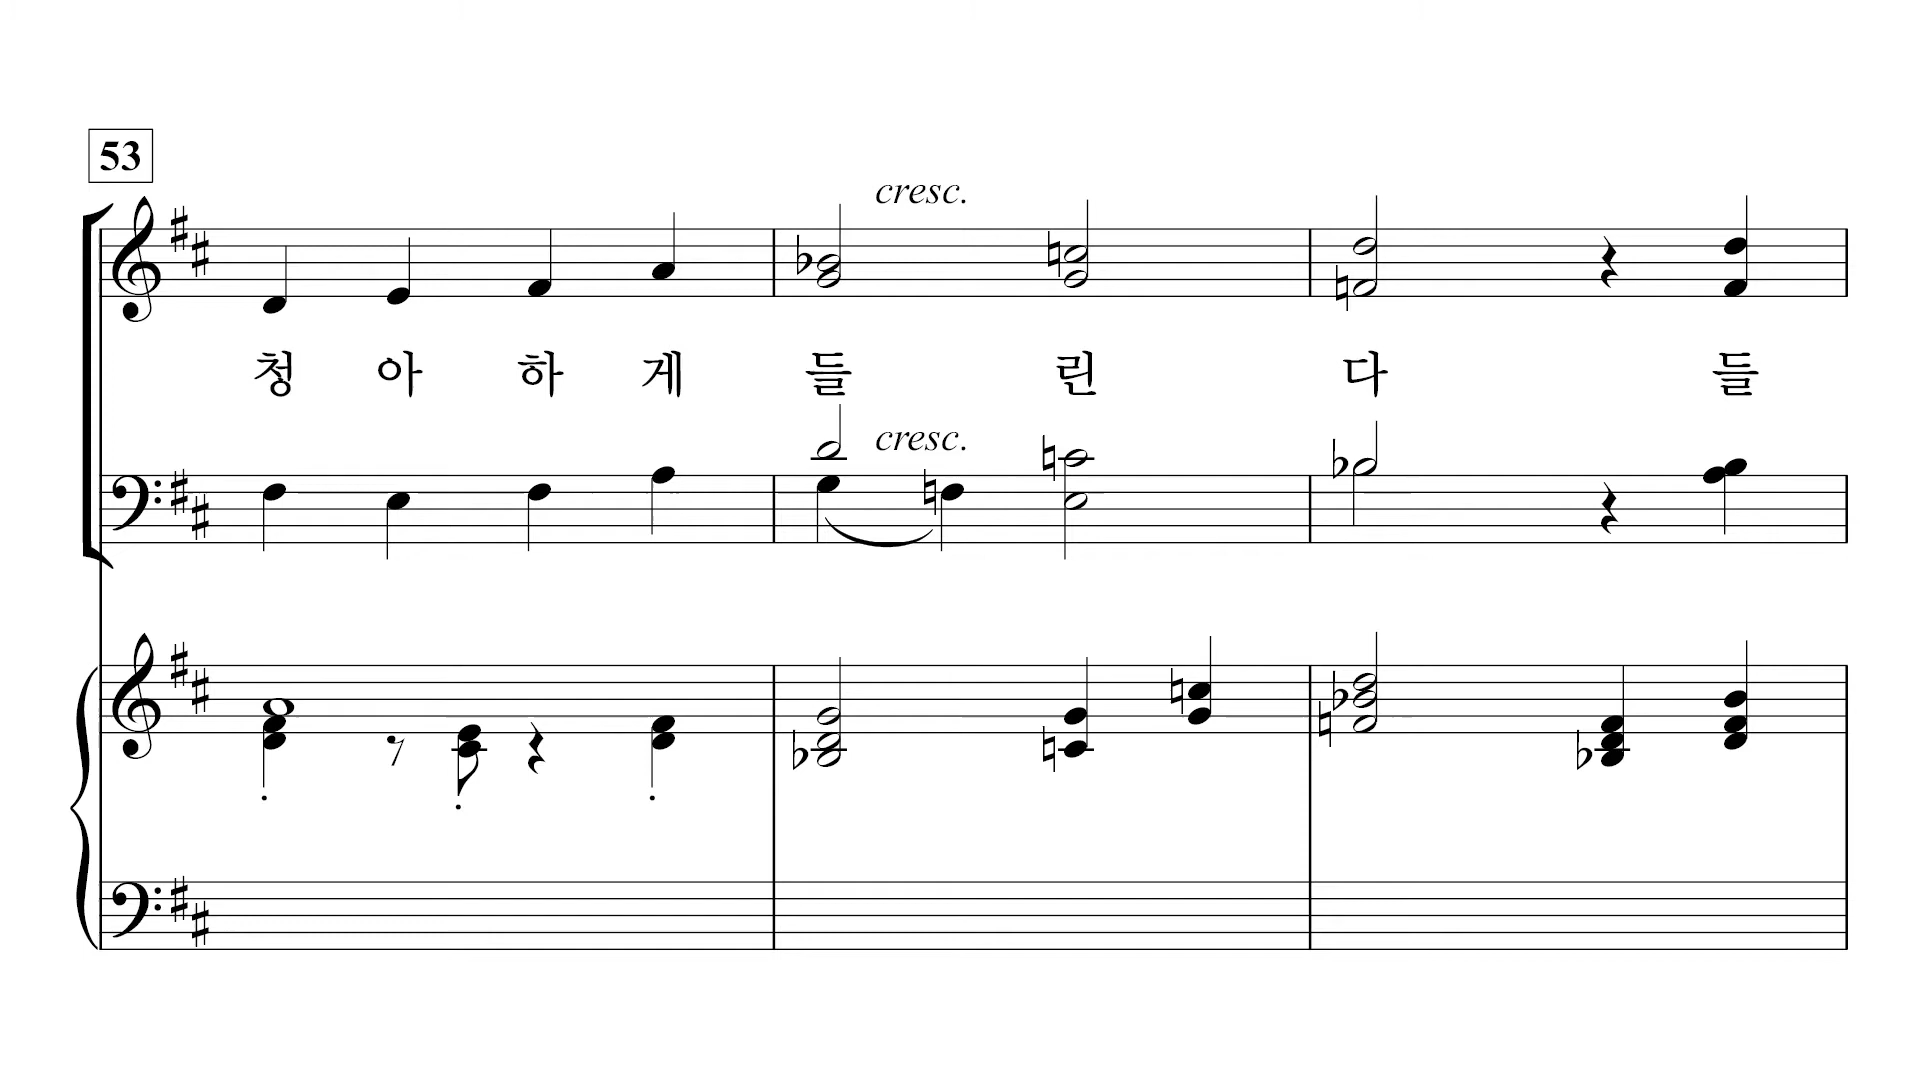 53
cresc.
청 아 하 게 들 린 다 들
cresc.